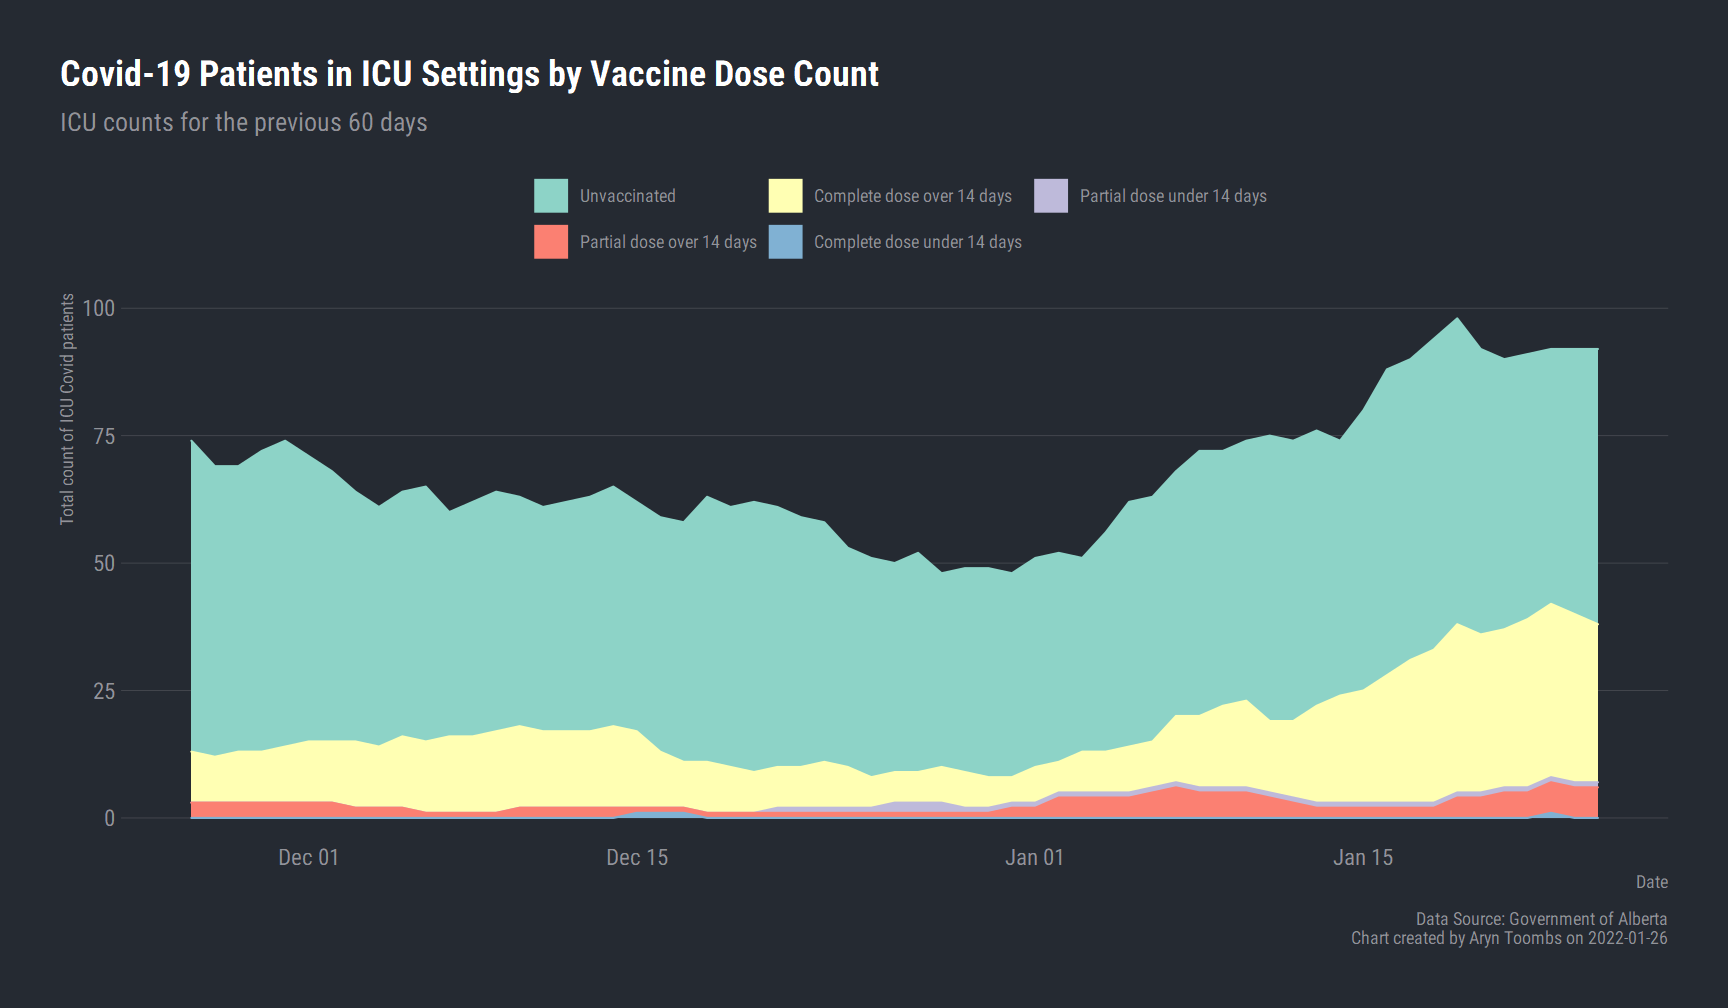 Covid-19 Patients in ICU Settings by Vaccine Dose Count
ICU counts for the previous 60 days
Unvaccinated
Complete dose over 14 days
Partial dose under 14 days
Partial dose over 14 days
Complete dose under 14 days
Total count of ICU Covid patients
100
75
50
25
0
Dec 01
Dec 15
Jan 01
Jan 15
Date
Data Source: Government of Alberta
Chart created by Aryn Toombs on 2022-01-26